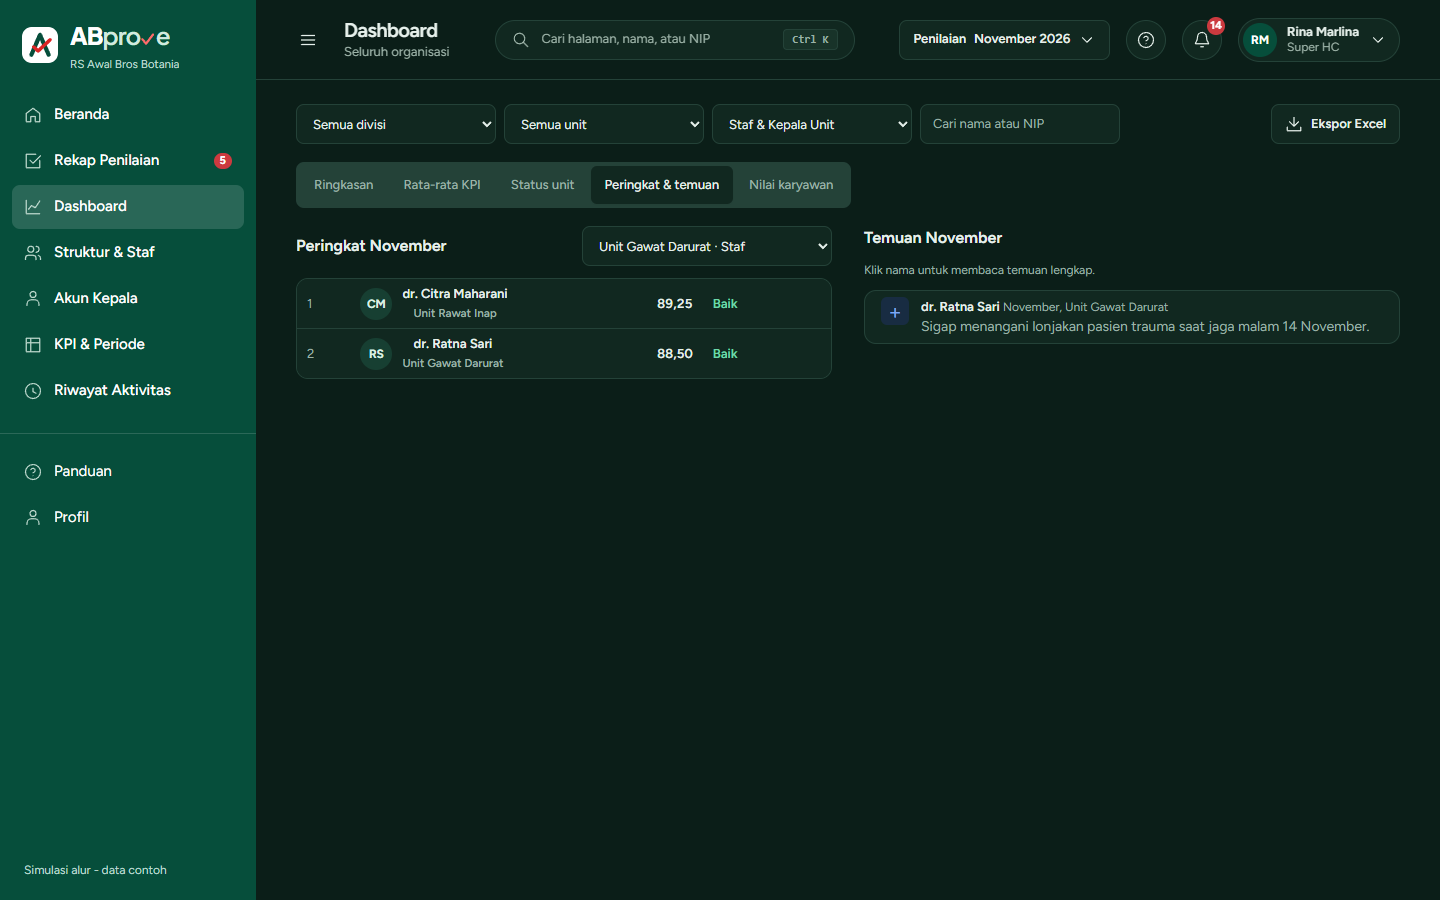 ABprove
RS Awal Bros Botania
Beranda
Rekap Penilaian 5
Dashboard
Struktur & Staf
Akun Kepala
KPI & Periode
Riwayat Aktivitas
Panduan
Profil
Simulasi alur - data contoh
Dashboard
Seluruh organisasi
Cari halaman, nama, atau NIP Ctrl K
Penilaian November 2026
14
RM
Rina Marlina
Super HC
Semua divisi
Semua unit
Staf & Kepala Unit
Cari nama atau NIP
Ekspor Excel
Ringkasan
Rata-rata KPI
Status unit
Peringkat & temuan
Nilai karyawan
Peringkat November
Unit Gawat Darurat · Staf
1 CM dr. Citra Maharani 89,25 Baik
Unit Rawat Inap
2 RS dr. Ratna Sari 88,50 Baik
Unit Gawat Darurat
Temuan November
Klik nama untuk membaca temuan lengkap.
+ dr. Ratna Sari November, Unit Gawat Darurat
Sigap menangani lonjakan pasien trauma saat jaga malam 14 November.